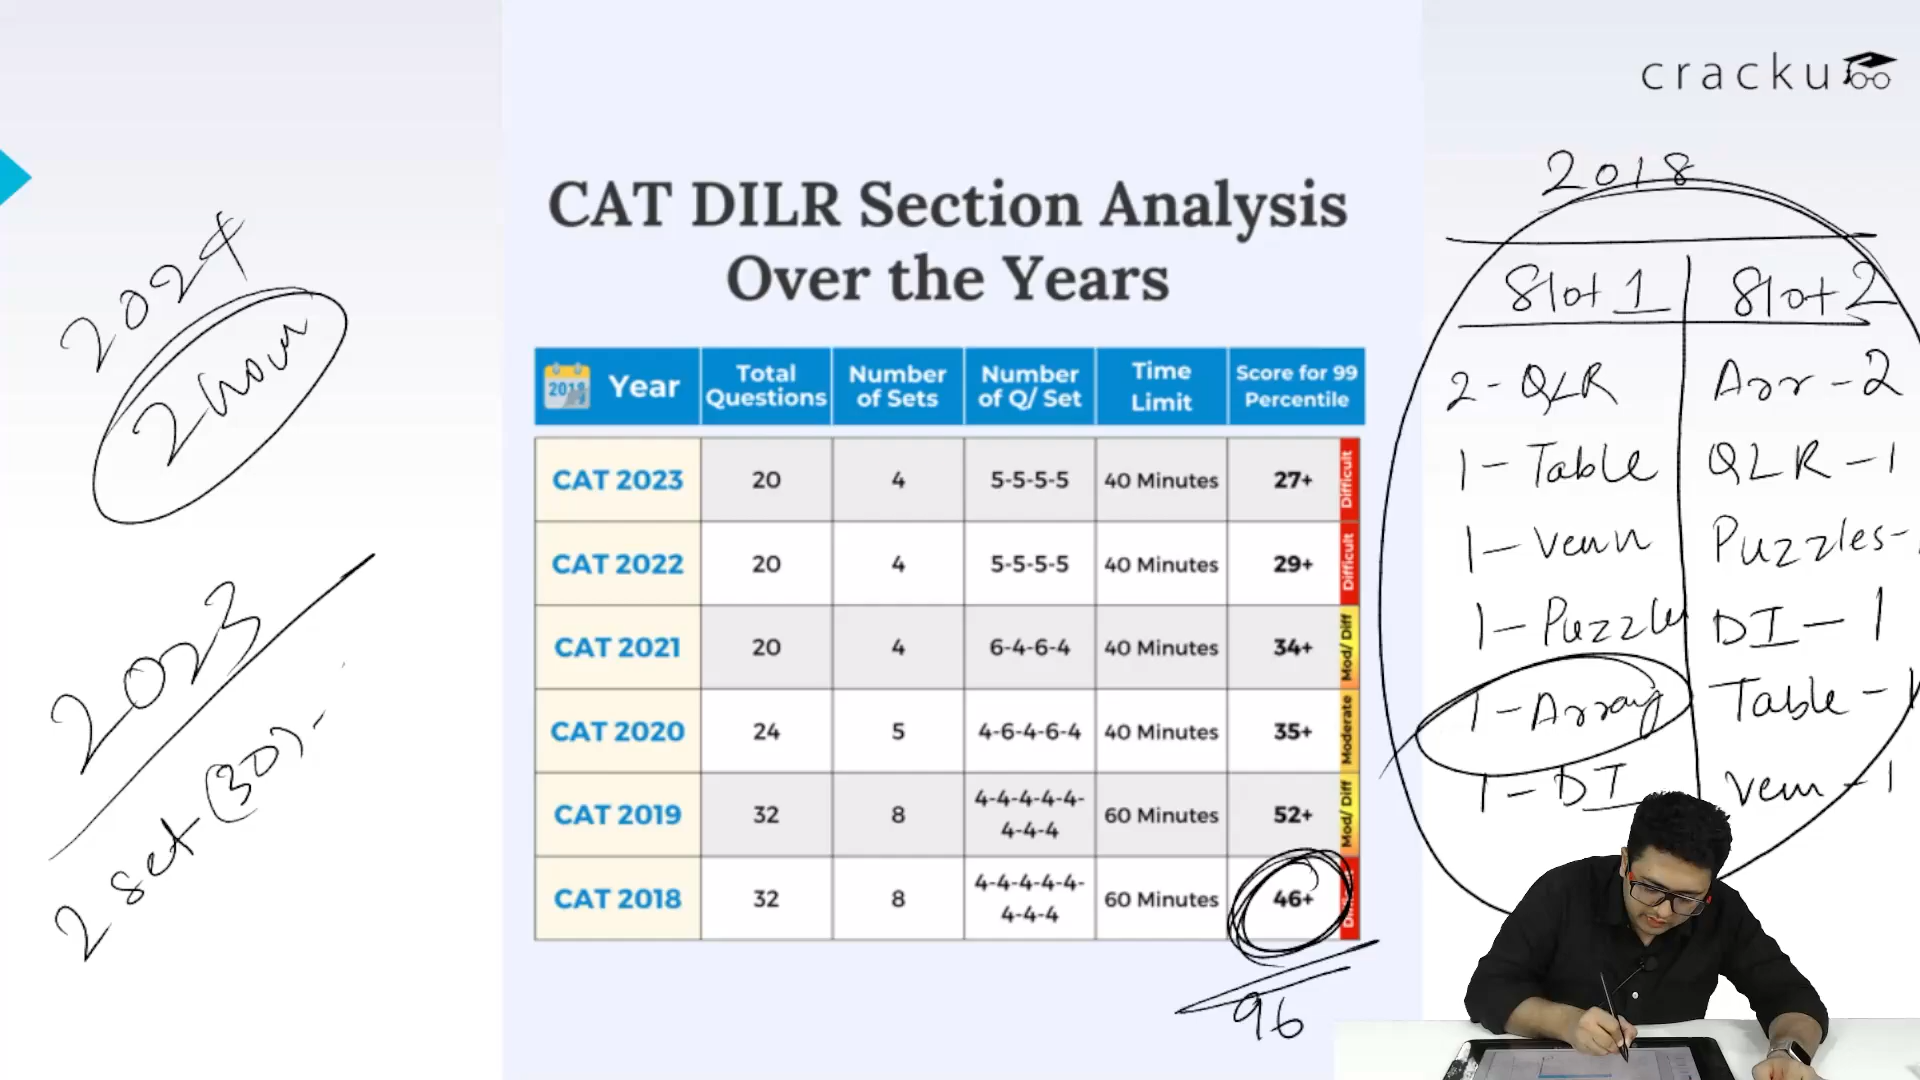 cracku
CAT DILR Section Analysis
Over the Years
2018 Year
Total Questions
Number of Sets
Number of Q/ Set
Time Limit
Score for 99 Percentile
CAT 2023 20 4 5-5-5-5 40 Minutes 27+ Difficult
CAT 2022 20 4 5-5-5-5 40 Minutes 29+ Difficult
CAT 2021 20 4 6-4-6-4 40 Minutes 34+ Mod/ Diff
CAT 2020 24 5 4-6-4-6-4 40 Minutes 35+ Moderate
CAT 2019 32 8 4-4-4-4-4-
4-4-4 60 Minutes 52+ Mod/ Diff
CAT 2018 32 8 4-4-4-4-4-
4-4-4 60 Minutes 46+
96
2024
2 hour
2023
2 set (30) -
2018
Slot 1
2 - QLR
1 - Table
1 - Venn
1 - Puzzles
1 - Array
1 - DI
Slot 2
Arr - 2
QLR - 1
Puzzles -
DI - 1
Table - 1
Venn - 1